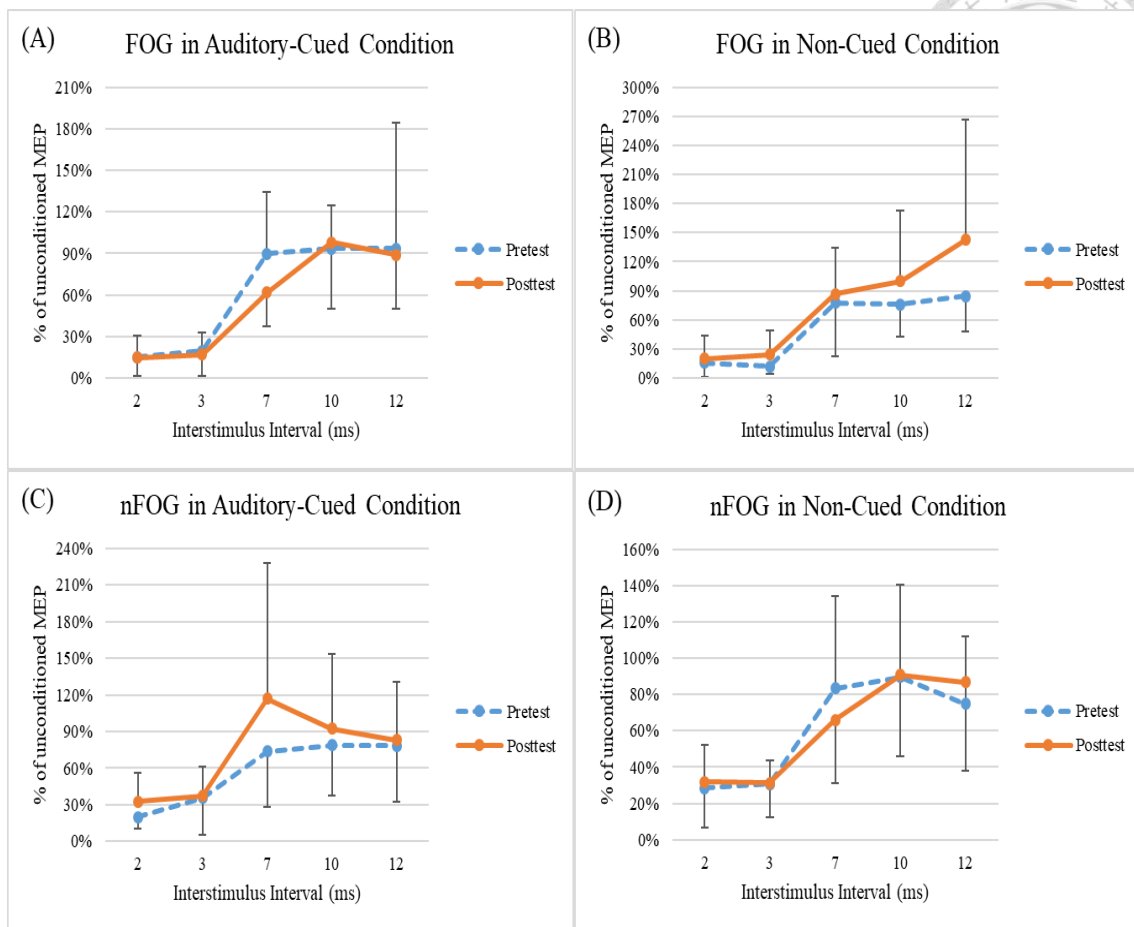 (A)
FOG in Auditory-Cued Condition
% of unconditioned MEP
210%
180%
150%
120%
90%
60%
30%
0%
2 3 7 10 12
Interstimulus Interval (ms)
Pretest
Posttest
(B)
FOG in Non-Cued Condition
% of unconditioned MEP
300%
270%
240%
210%
180%
150%
120%
90%
60%
30%
0%
2 3 7 10 12
Interstimulus Interval (ms)
Pretest
Posttest
(C)
nFOG in Auditory-Cued Condition
% of unconditioned MEP
240%
210%
180%
150%
120%
90%
60%
30%
0%
2 3 7 10 12
Interstimulus Interval (ms)
Pretest
Posttest
(D)
nFOG in Non-Cued Condition
% of unconditioned MEP
160%
140%
120%
100%
80%
60%
40%
20%
0%
2 3 7 10 12
Interstimulus Interval (ms)
Pretest
Posttest